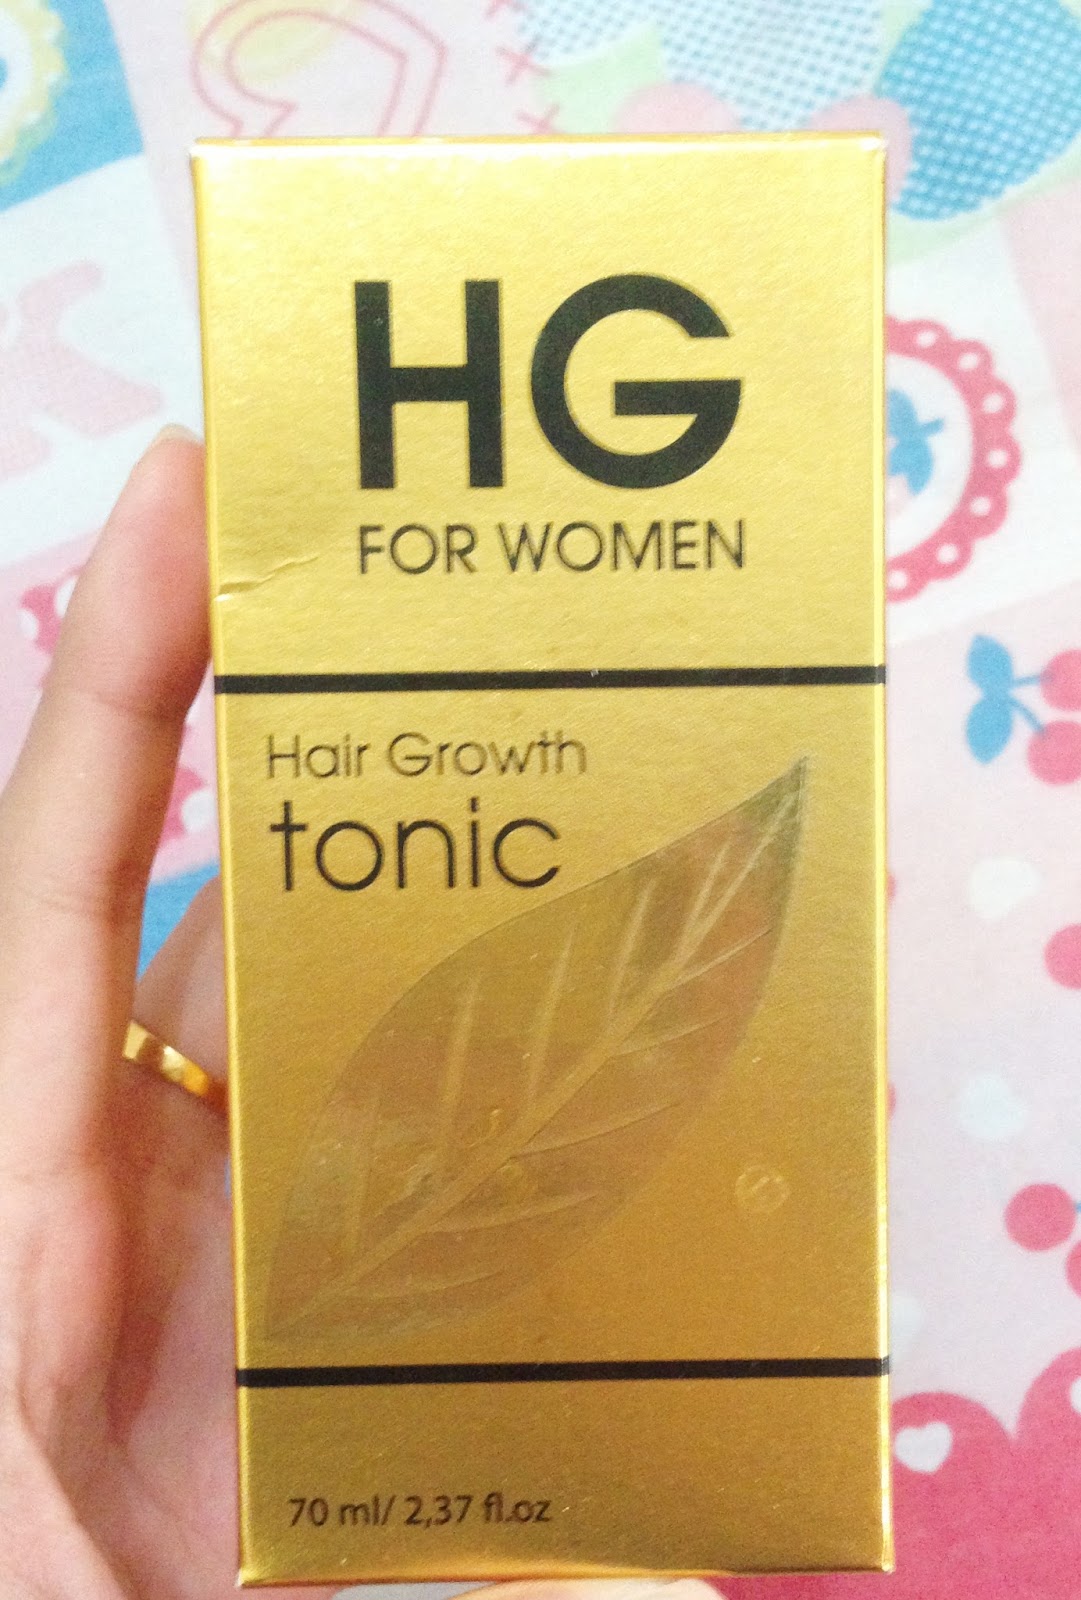 HG
FOR WOMEN
Hair Growth
tonic
70 ml/ 2,37 fl.oz